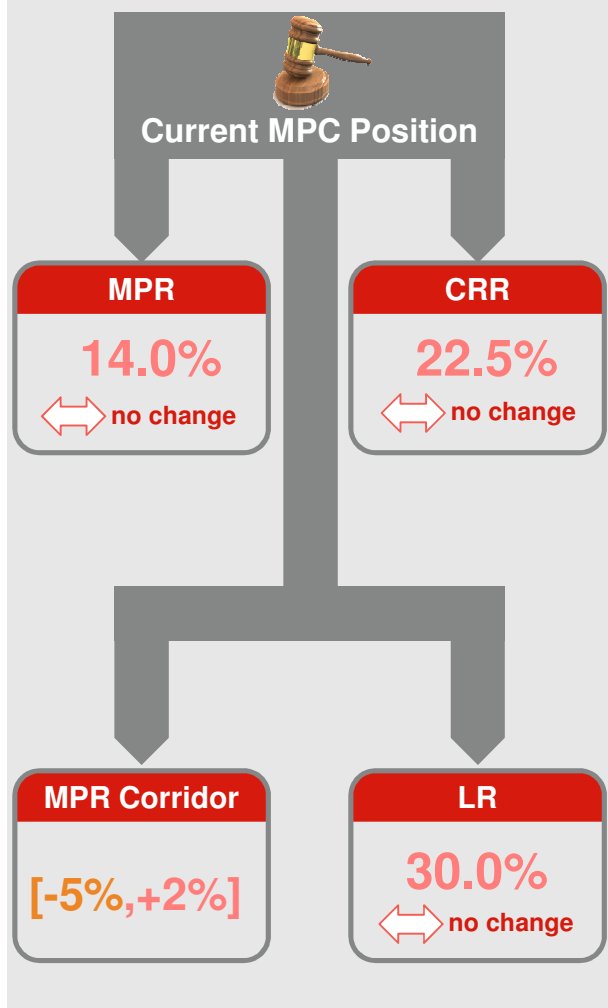 Current MPC Position
MPR
14.0%
no change
CRR
22.5%
no change
MPR Corridor
[-5%,+2%]
LR
30.0%
no change